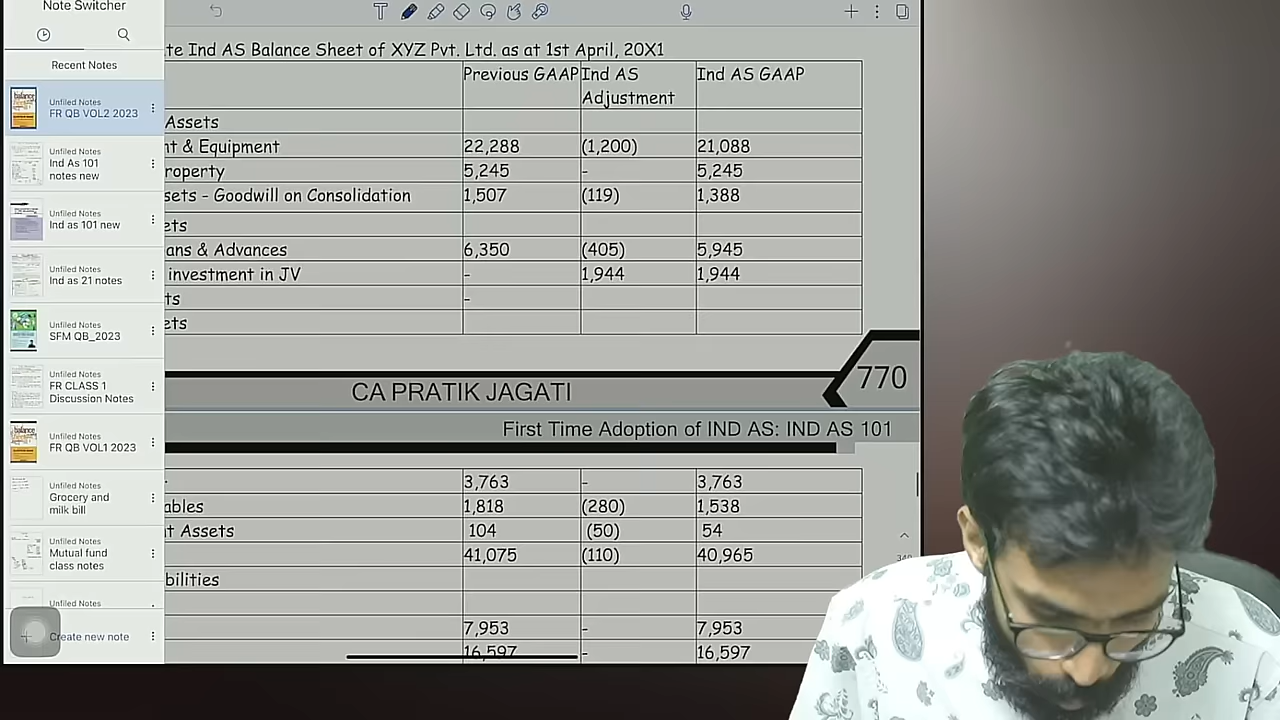 Note Switcher
Recent Notes
Unfiled Notes
FR QB VOL2 2023
Unfiled Notes
Ind As 101
notes new
Unfiled Notes
Ind as 101 new
Unfiled Notes
Ind as 21 notes
Unfiled Notes
SFM QB_2023
Unfiled Notes
FR CLASS 1
Discussion Notes
Unfiled Notes
FR QB VOL1 2023
Unfiled Notes
Grocery and
milk bill
Unfiled Notes
Mutual fund
class notes
Unfiled Notes
Create new note
te Ind AS Balance Sheet of XYZ Pvt. Ltd. as at 1st April, 20X1
Previous GAAP Ind AS Adjustment Ind AS GAAP
Assets
nt & Equipment 22,288 (1,200) 21,088
roperty 5,245 - 5,245
sets - Goodwill on Consolidation 1,507 (119) 1,388
ets
ans & Advances 6,350 (405) 5,945
investment in JV - 1,944 1,944
ts -
ets
CA PRATIK JAGATI
770
First Time Adoption of IND AS: IND AS 101
3,763 - 3,763
ables 1,818 (280) 1,538
t Assets 104 (50) 54
41,075 (110) 40,965
bilities
7,953 - 7,953
16,597 - 16,597